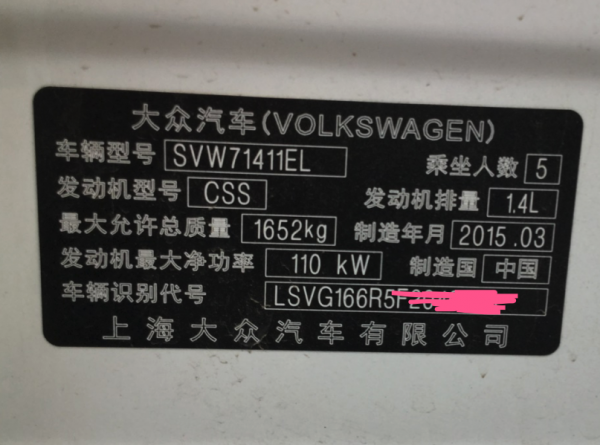 大众汽车(VOLKSWAGEN)
车辆型号 SVW71411EL 乘坐人数 5
发动机型号 CSS 发动机排量 1.4L
最大允许总质量 1652kg 制造年月 2015.03
发动机最大净功率 110 kW 制造国 中国
车辆识别代号 LSVG166R5F
上海大众汽车有限公司